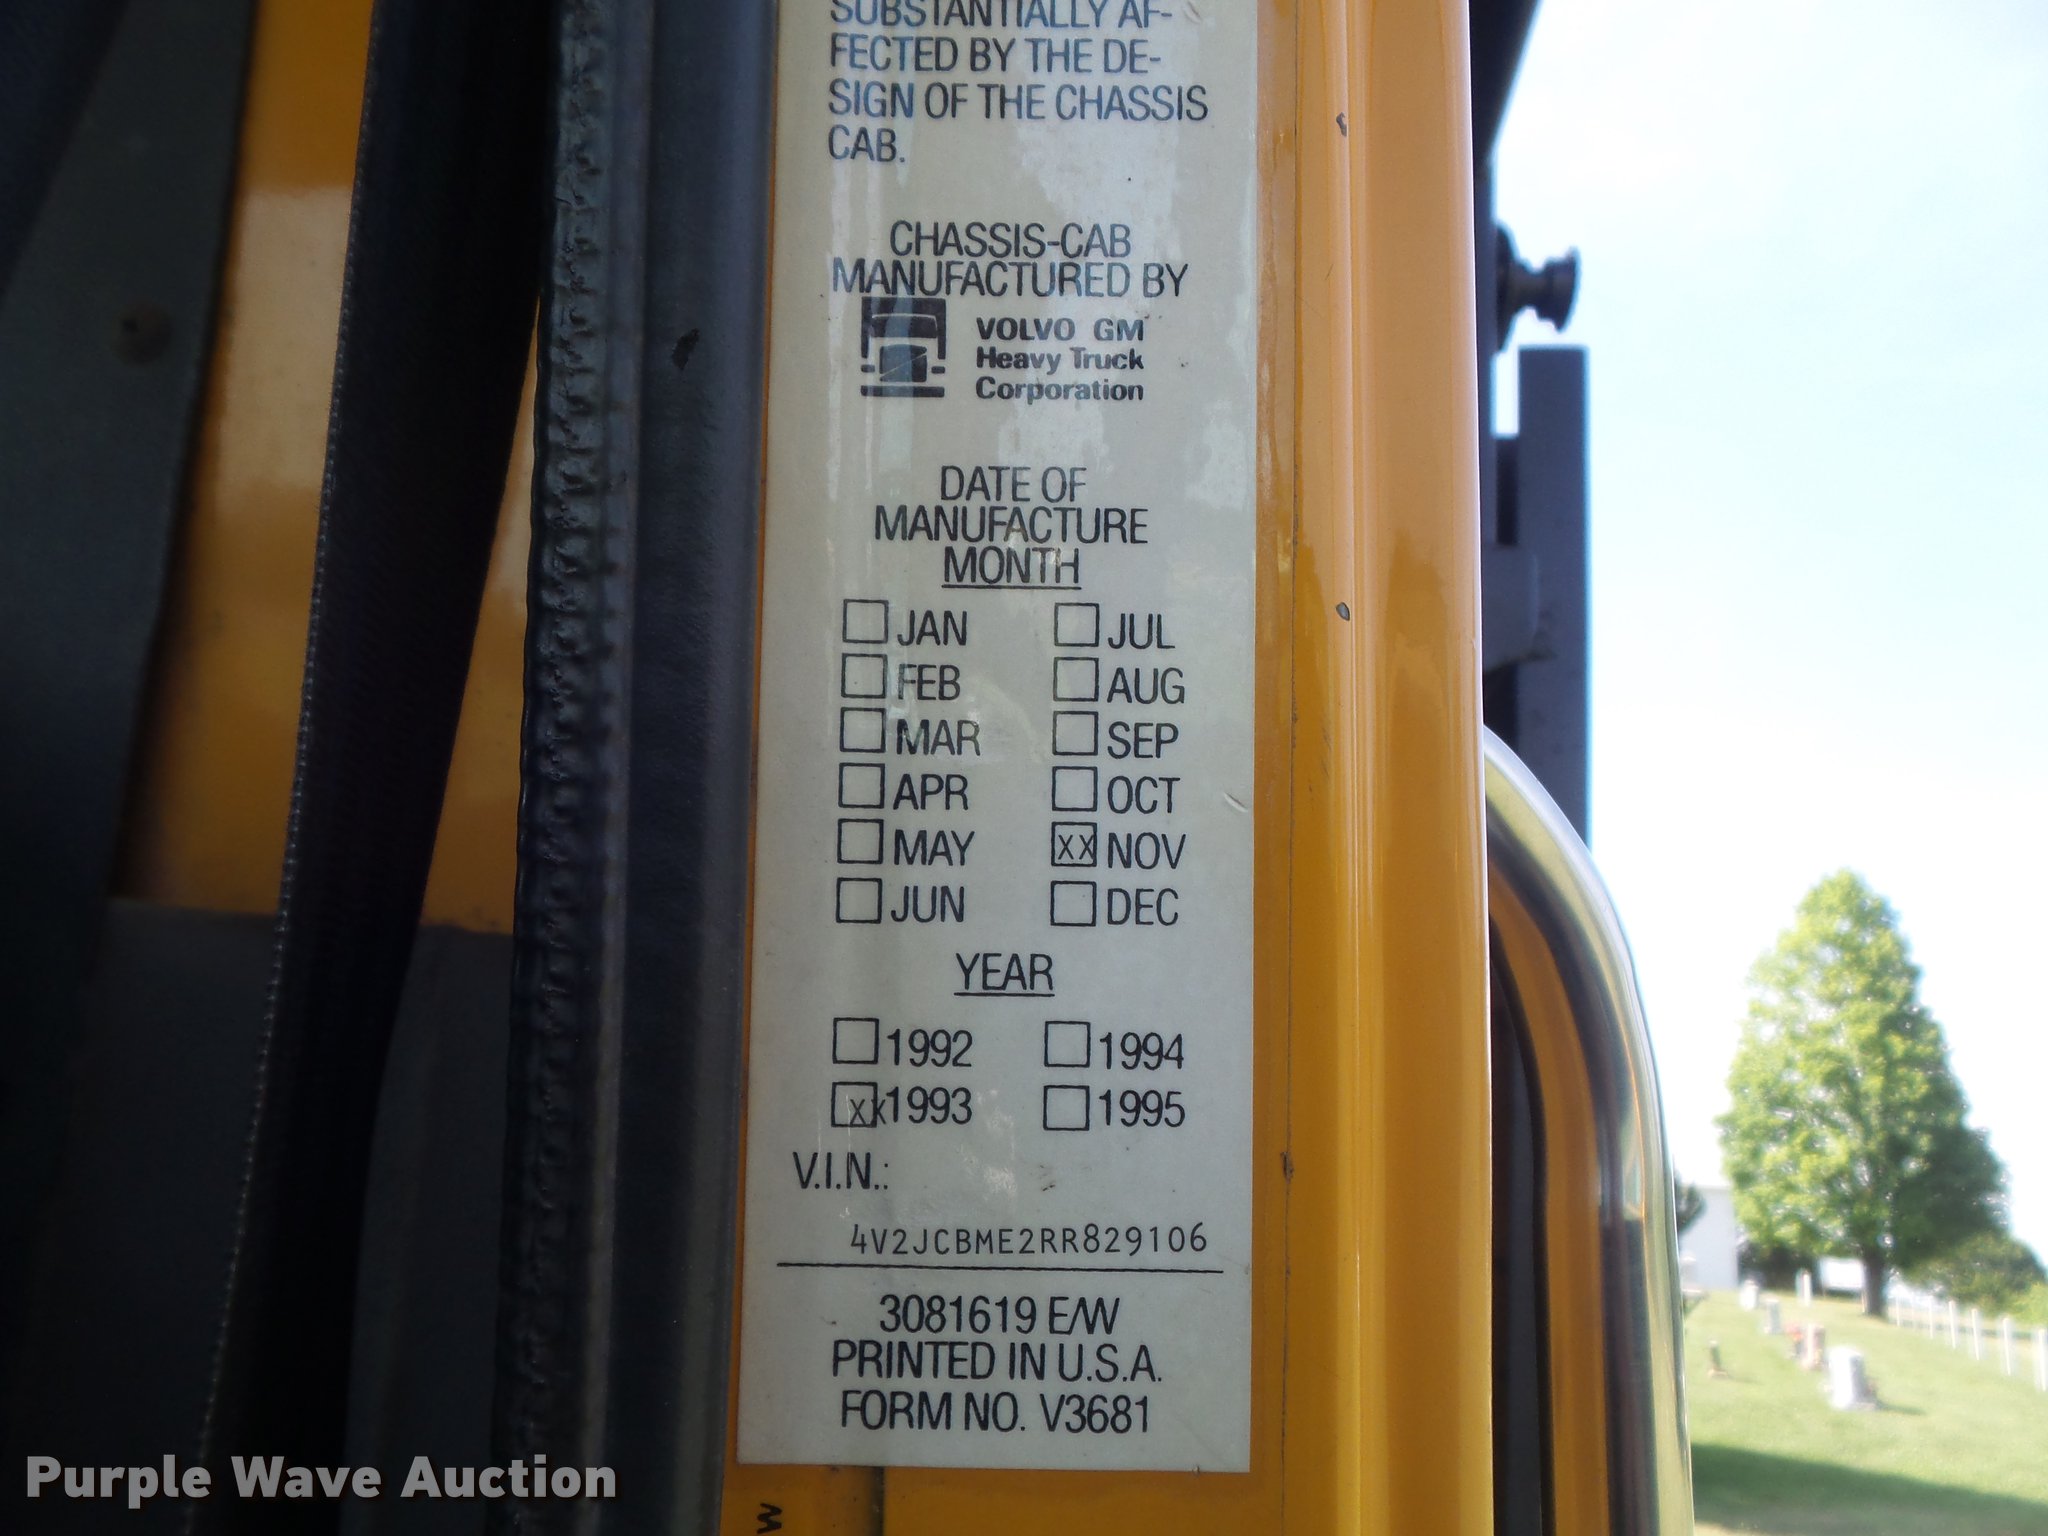 SUBSTANTIALLY AF-
FECTED BY THE DE-
SIGN OF THE CHASSIS
CAB.
CHASSIS-CAB
MANUFACTURED BY
VOLVO GM
Heavy Truck
Corporation
DATE OF
MANUFACTURE
MONTH
JAN JUL
FEB AUG
MAR SEP
APR OCT
MAY XX NOV
JUN DEC
YEAR
1992 1994
XX 1993 1995
V.I.N.:
4V2JCBME2RR829106
3081619 E/W
PRINTED IN U.S.A.
FORM NO. V3681
W
Purple Wave Auction